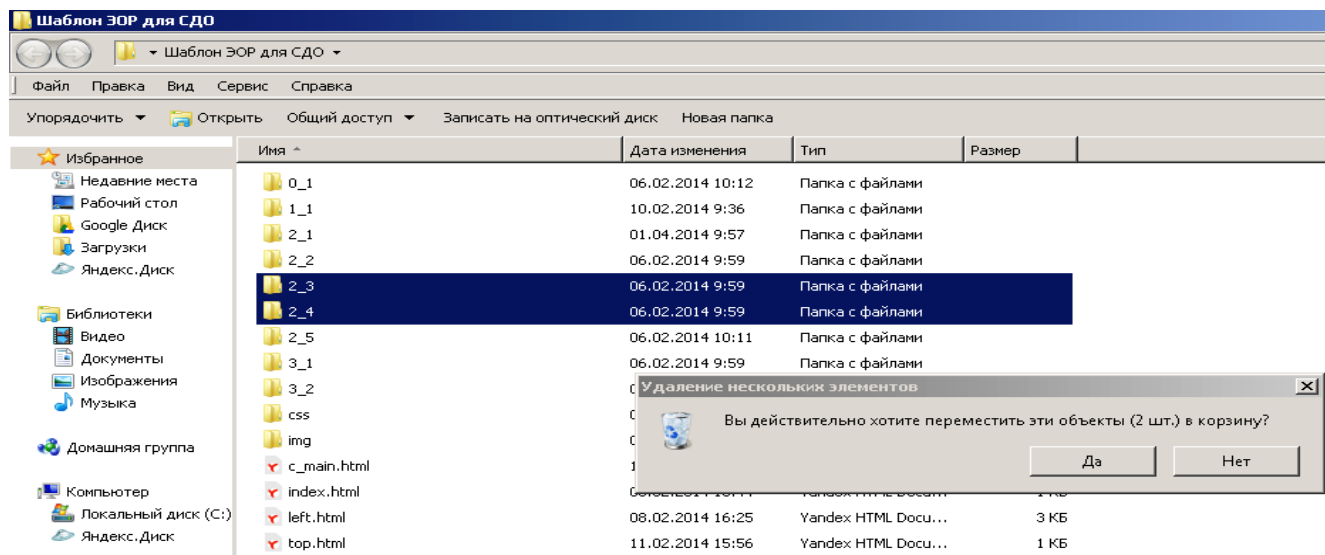 Шаблон ЭОР для СДО
Шаблон ЭОР для СДО
Файл Правка Вид Сервис Справка
Упорядочить Открыть Общий доступ Записать на оптический диск Новая папка
Избранное
Недавние места
Рабочий стол
Google Диск
Загрузки
Яндекс.Диск
Библиотеки
Видео
Документы
Изображения
Музыка
Домашняя группа
Компьютер
Локальный диск (C:)
Яндекс.Диск
Имя Дата изменения Тип Размер
0_1 06.02.2014 10:12 Папка с файлами
1_1 10.02.2014 9:36 Папка с файлами
2_1 01.04.2014 9:57 Папка с файлами
2_2 06.02.2014 9:59 Папка с файлами
2_3 06.02.2014 9:59 Папка с файлами
2_4 06.02.2014 9:59 Папка с файлами
2_5 06.02.2014 10:11 Папка с файлами
3_1 06.02.2014 9:59 Папка с файлами
3_2
css
img
c_main.html
index.html
left.html 08.02.2014 16:25 Yandex HTML Docu... 3 КБ
top.html 11.02.2014 15:56 Yandex HTML Docu... 1 КБ
Удаление нескольких элементов
Вы действительно хотите переместить эти объекты (2 шт.) в корзину?
Да Нет